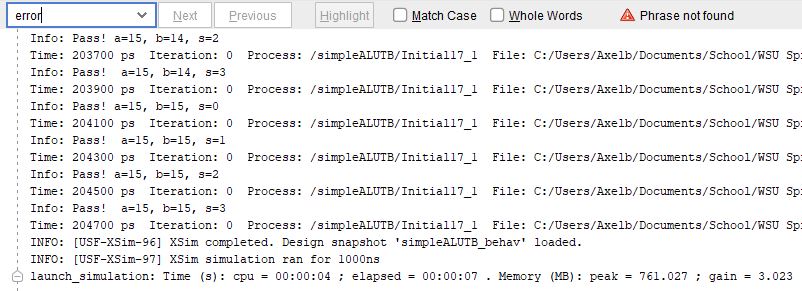 error Next Previous Highlight Match Case Whole Words Phrase not found
Info: Pass! a=15, b=14, s=2
Time: 203700 ps Iteration: 0 Process: /simpleALUTB/Initial17_1 File: C:/Users/Axelb/Documents/School/WSU Spi
Info: Pass! a=15, b=14, s=3
Time: 203900 ps Iteration: 0 Process: /simpleALUTB/Initial17_1 File: C:/Users/Axelb/Documents/School/WSU Spi
Info: Pass! a=15, b=15, s=0
Time: 204100 ps Iteration: 0 Process: /simpleALUTB/Initial17_1 File: C:/Users/Axelb/Documents/School/WSU Spi
Info: Pass! a=15, b=15, s=1
Time: 204300 ps Iteration: 0 Process: /simpleALUTB/Initial17_1 File: C:/Users/Axelb/Documents/School/WSU Spi
Info: Pass! a=15, b=15, s=2
Time: 204500 ps Iteration: 0 Process: /simpleALUTB/Initial17_1 File: C:/Users/Axelb/Documents/School/WSU Spi
Info: Pass! a=15, b=15, s=3
Time: 204700 ps Iteration: 0 Process: /simpleALUTB/Initial17_1 File: C:/Users/Axelb/Documents/School/WSU Spi
INFO: [USF-XSim-96] XSim completed. Design snapshot 'simpleALUTB_behav' loaded.
INFO: [USF-XSim-97] XSim simulation ran for 1000ns
launch_simulation: Time (s): cpu = 00:00:04 ; elapsed = 00:00:07 . Memory (MB): peak = 761.027 ; gain = 3.023